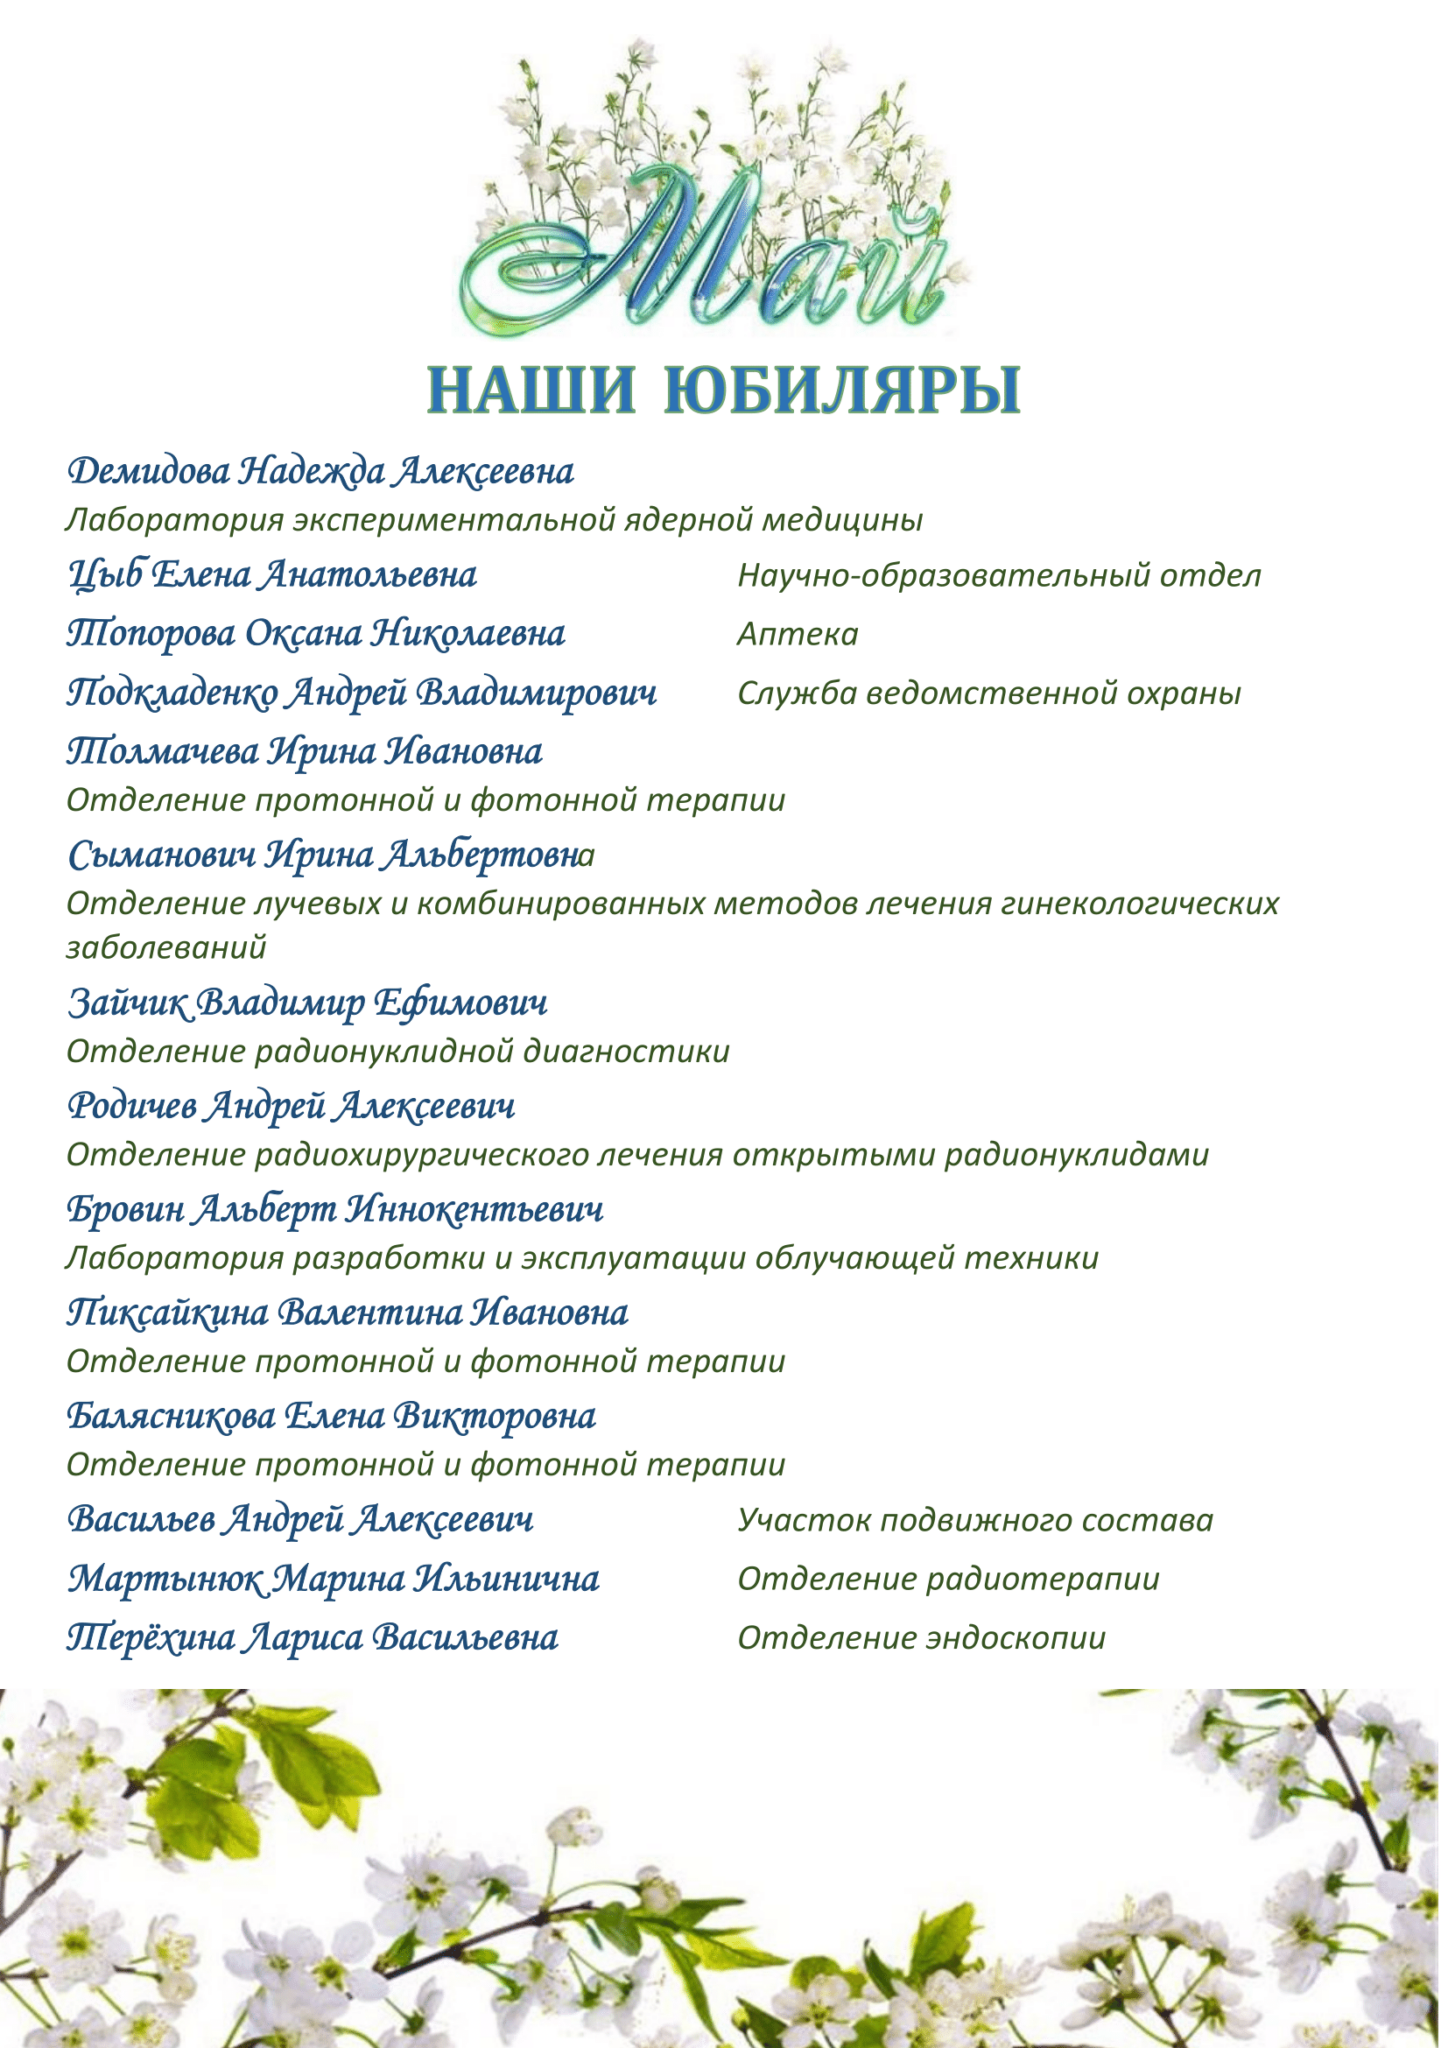 Май
НАШИ ЮБИЛЯРЫ
Демидова Надежда Алексеевна
Лаборатория экспериментальной ядерной медицины
Цыб Елена Анатольевна Научно-образовательный отдел
Топорова Оксана Николаевна Аптека
Подкладенко Андрей Владимирович Служба ведомственной охраны
Толмачева Ирина Ивановна
Отделение протонной и фотонной терапии
Сыманович Ирина Альбертовна
Отделение лучевых и комбинированных методов лечения гинекологических
заболеваний
Зайчик Владимир Ефимович
Отделение радионуклидной диагностики
Родичев Андрей Алексеевич
Отделение радиохирургического лечения открытыми радионуклидами
Бровин Альберт Иннокентьевич
Лаборатория разработки и эксплуатации облучающей техники
Пиксайкина Валентина Ивановна
Отделение протонной и фотонной терапии
Балясникова Елена Викторовна
Отделение протонной и фотонной терапии
Васильев Андрей Алексеевич Участок подвижного состава
Мартынюк Марина Ильинична Отделение радиотерапии
Терёхина Лариса Васильевна Отделение эндоскопии